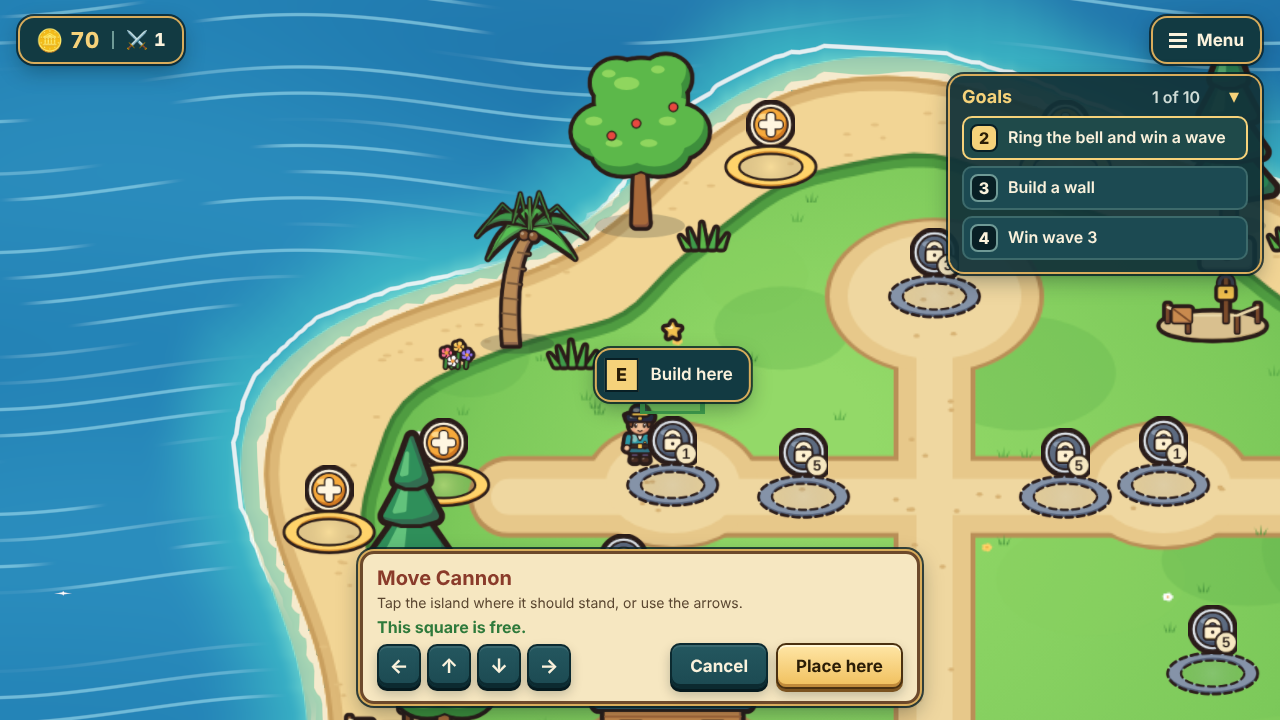 70 | 1
Menu
Goals 1 of 10
2 Ring the bell and win a wave
3 Build a wall
4 Win wave 3
E Build here
1
5
5
1
Move Cannon
Tap the island where it should stand, or use the arrows.
This square is free.
← ↑ ↓ → Cancel Place here
5